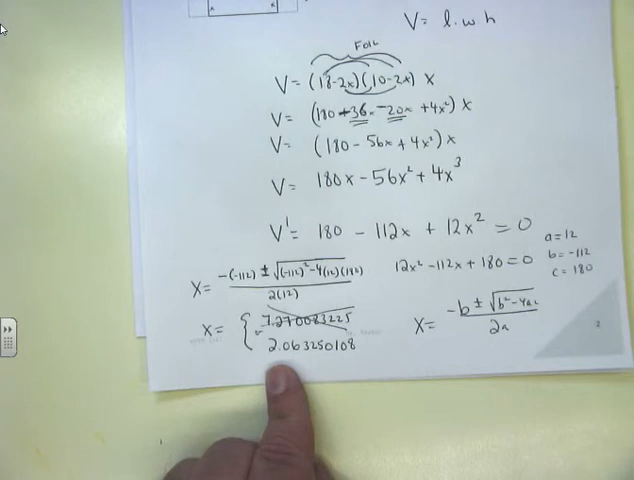 V = l · w h
FOIL
V = (18-2x)(10-2x) x
V = (180 - 36x - 20x + 4x²) x
V = (180 - 56x + 4x²) x
V = 180x - 56x² + 4x³
V' = 180 - 112x + 12x² = 0
a = 12
12x² - 112x + 180 = 0
b = -112
c = 180
x = -(-112) ± √(-112)² - 4(12)(180) / 2(12)
x = { 7.270083225
2.063250108
x = -b ± √b² - 4ac / 2a
2